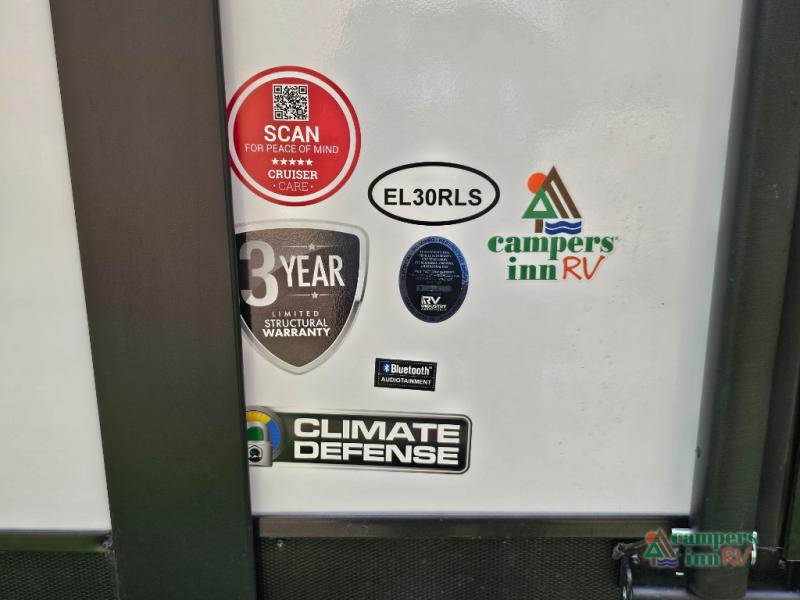 SCAN
FOR PEACE OF MIND
★★★★★
CRUISER
• CARE •
EL30RLS
campers®
inn RV
3 YEAR
LIMITED
STRUCTURAL
WARRANTY
RV
Bluetooth®
AUDIOTAINMENT
CLIMATE
DEFENSE
campers
inn RV